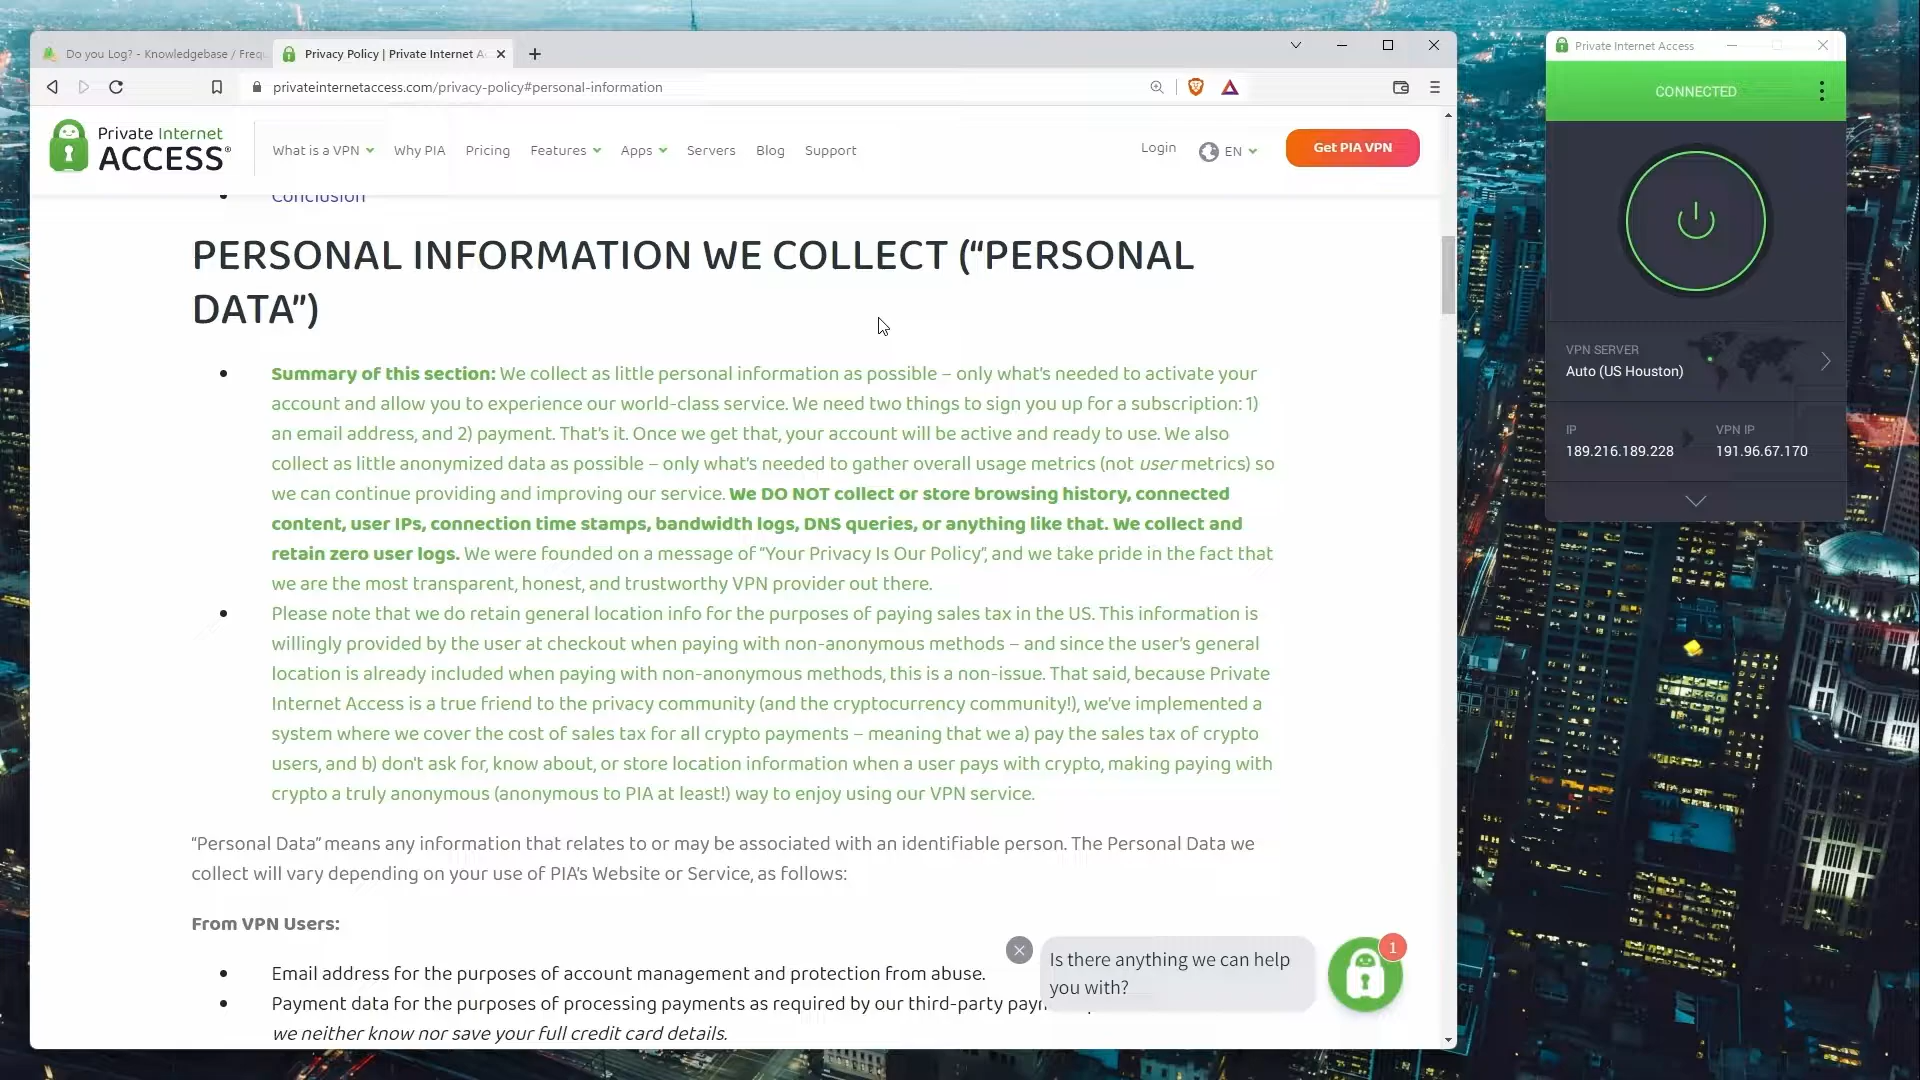 Do you Log? - Knowledgebase / Frequ
Privacy Policy | Private Internet Ac
privateinternetaccess.com/privacy-policy#personal-information
Private Internet
ACCESS®
What is a VPN
Why PIA
Pricing
Features
Apps
Servers
Blog
Support
Login
EN
Get PIA VPN
Conclusion
PERSONAL INFORMATION WE COLLECT (“PERSONAL
DATA”)
Summary of this section: We collect as little personal information as possible – only what's needed to activate your
account and allow you to experience our world-class service. We need two things to sign you up for a subscription: 1)
an email address, and 2) payment. That's it. Once we get that, your account will be active and ready to use. We also
collect as little anonymized data as possible – only what's needed to gather overall usage metrics (not user metrics) so
we can continue providing and improving our service. We DO NOT collect or store browsing history, connected
content, user IPs, connection time stamps, bandwidth logs, DNS queries, or anything like that. We collect and
retain zero user logs. We were founded on a message of “Your Privacy Is Our Policy”, and we take pride in the fact that
we are the most transparent, honest, and trustworthy VPN provider out there.
Please note that we do retain general location info for the purposes of paying sales tax in the US. This information is
willingly provided by the user at checkout when paying with non-anonymous methods – and since the user's general
location is already included when paying with non-anonymous methods, this is a non-issue. That said, because Private
Internet Access is a true friend to the privacy community (and the cryptocurrency community!), we've implemented a
system where we cover the cost of sales tax for all crypto payments – meaning that we a) pay the sales tax of crypto
users, and b) don't ask for, know about, or store location information when a user pays with crypto, making paying with
crypto a truly anonymous (anonymous to PIA at least!) way to enjoy using our VPN service.
“Personal Data” means any information that relates to or may be associated with an identifiable person. The Personal Data we
collect will vary depending on your use of PIA's Website or Service, as follows:
From VPN Users:
Email address for the purposes of account management and protection from abuse.
Payment data for the purposes of processing payments as required by our third-party
we neither know nor save your full credit card details.
Is there anything we can help
you with?
1
Private Internet Access
CONNECTED
VPN SERVER
Auto (US Houston)
IP
VPN IP
189.216.189.228
191.96.67.170